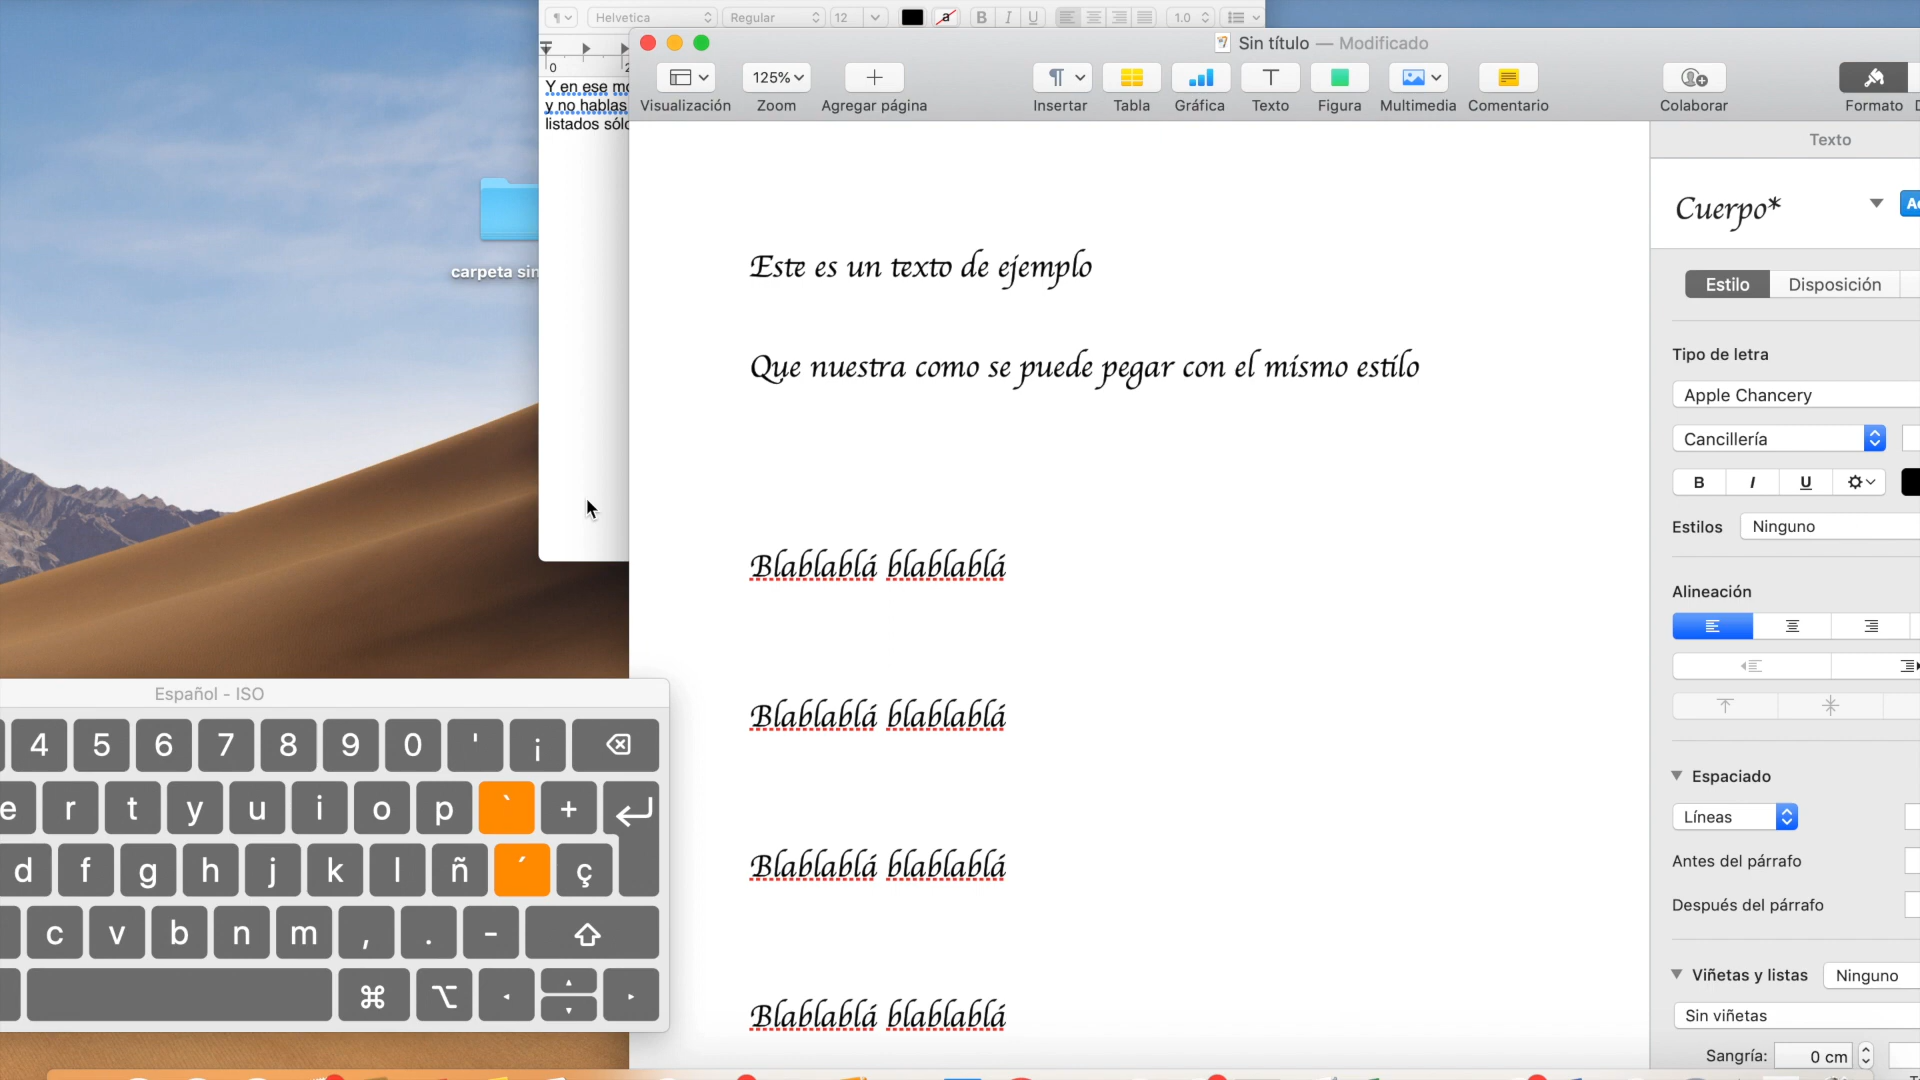 Helvetica Regular 12 a B I U 1.0
0
Y en ese
y no hablas
listados
Sin título — Modificado
125%
Visualización Zoom Agregar página Insertar Tabla Gráfica Texto Figura Multimedia Comentario Colaborar Formato
Texto
Cuerpo*
Estilo Disposición
Tipo de letra
Apple Chancery
Cancillería
B I U
Estilos Ninguno
Alineación
Espaciado
Líneas
Antes del párrafo
Después del párrafo
Viñetas y listas Ninguno
Sin viñetas
Sangría: 0 cm
Este es un texto de ejemplo
Que nuestra como se puede pegar con el mismo estilo
Blablablá blablablá
Blablablá blablablá
Blablablá blablablá
Blablablá blablablá
carpeta sin
Español - ISO
4 5 6 7 8 9 0 ' ¡
e r t y u i o p ` +
d f g h j k l ñ ´ ç
c v b n m , . -
⌘ ⌥